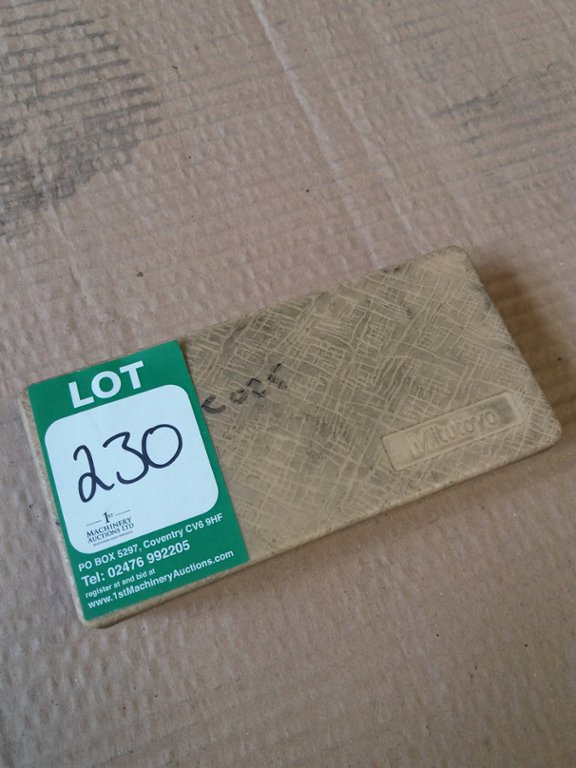 LOT
230
1ST
MACHINERY
AUCTIONS LTD
PO BOX 5297, Coventry CV6 9HF
Tel: 02476 992205
register at and bid at
www.1stMachineryAuctions.com
Mitutoyo